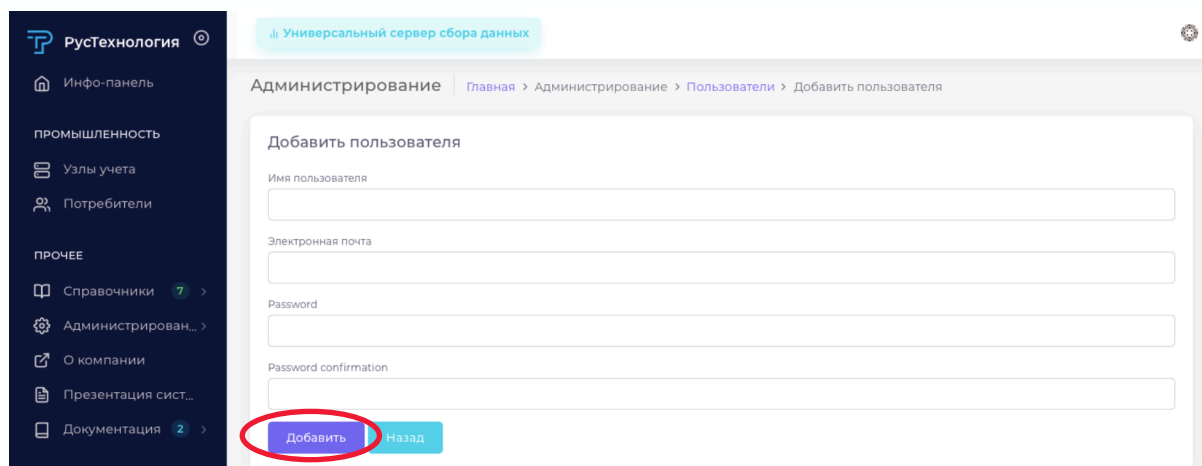 РусТехнология
Универсальный сервер сбора данных
Инфо-панель
Администрирование
Главная > Администрирование > Пользователи > Добавить пользователя
ПРОМЫШЛЕННОСТЬ
Узлы учета
Потребители
ПРОЧЕЕ
Справочники 7 >
Администрирован... >
О компании
Презентация сист...
Документация 2 >
Добавить пользователя
Имя пользователя
Электронная почта
Password
Password confirmation
Добавить
Назад